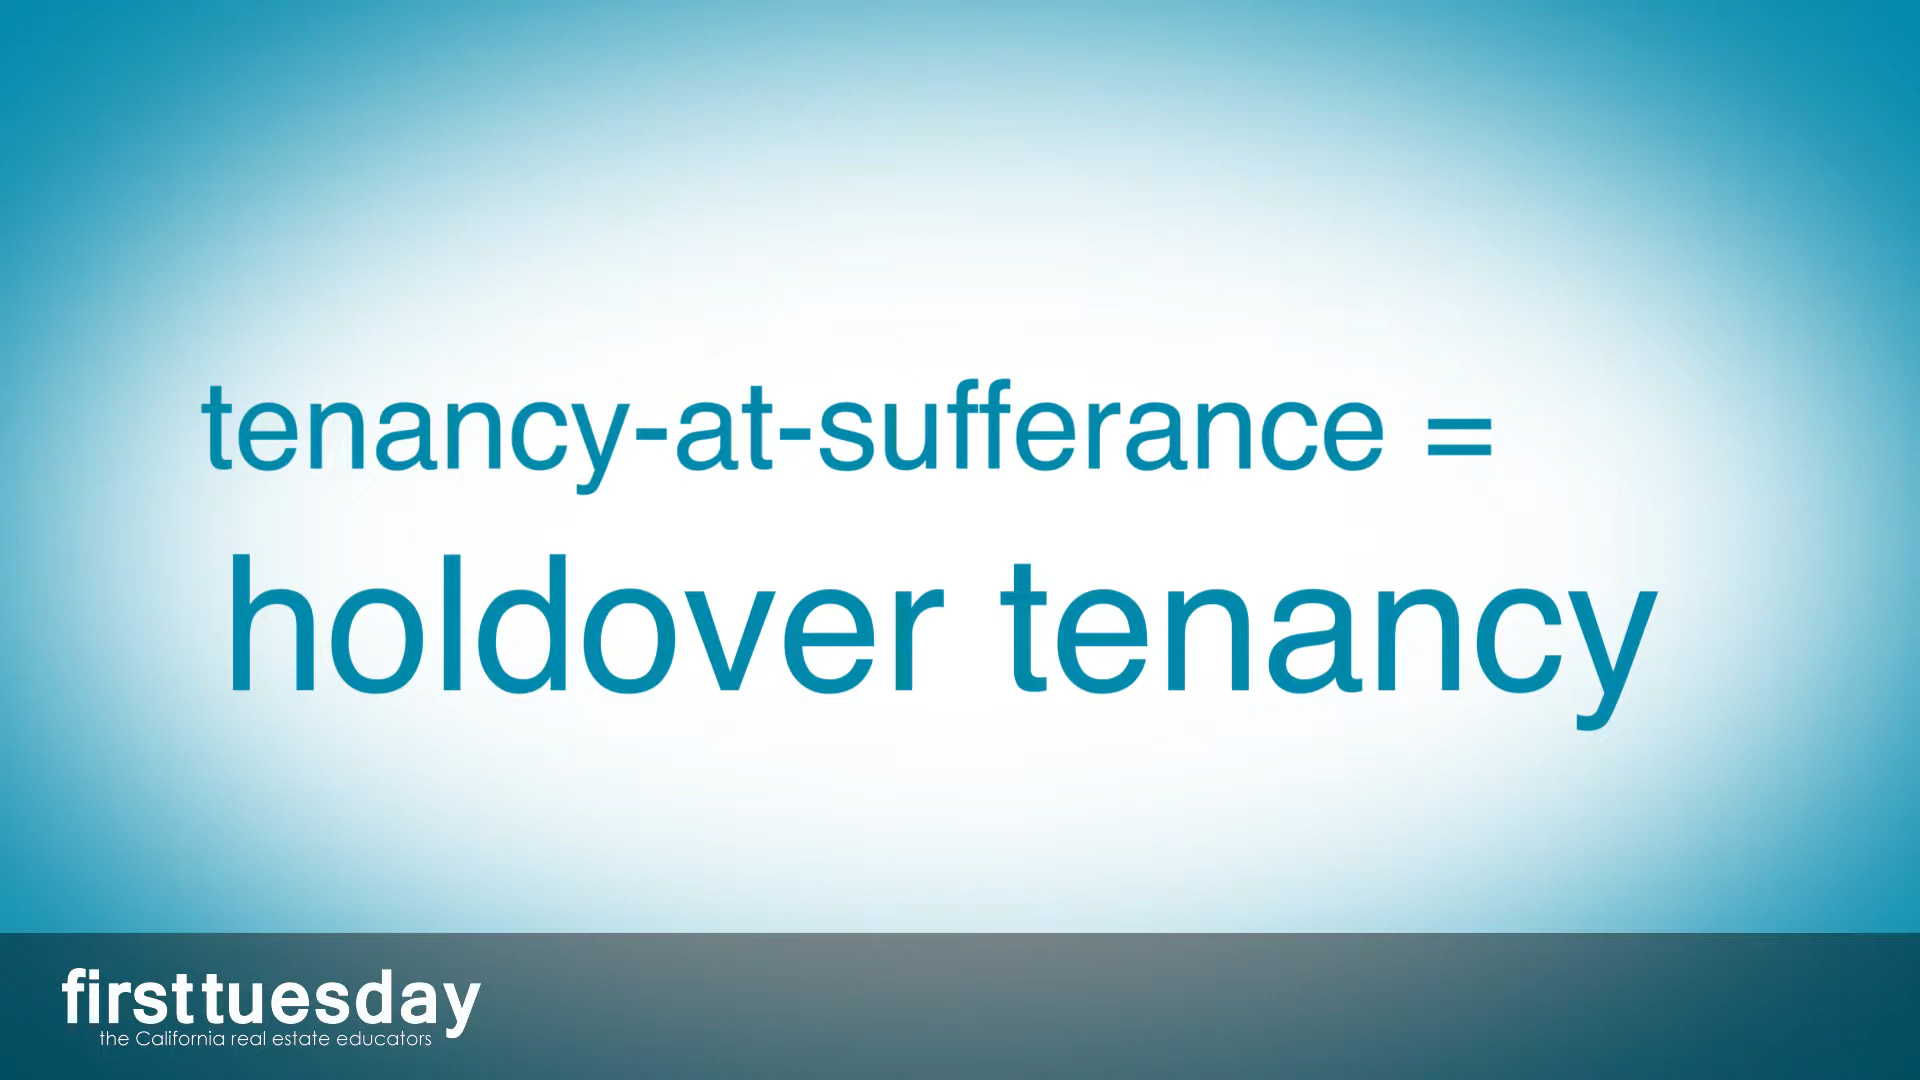 tenancy-at-sufferance =
holdover tenancy
firsttuesday
the California real estate educators